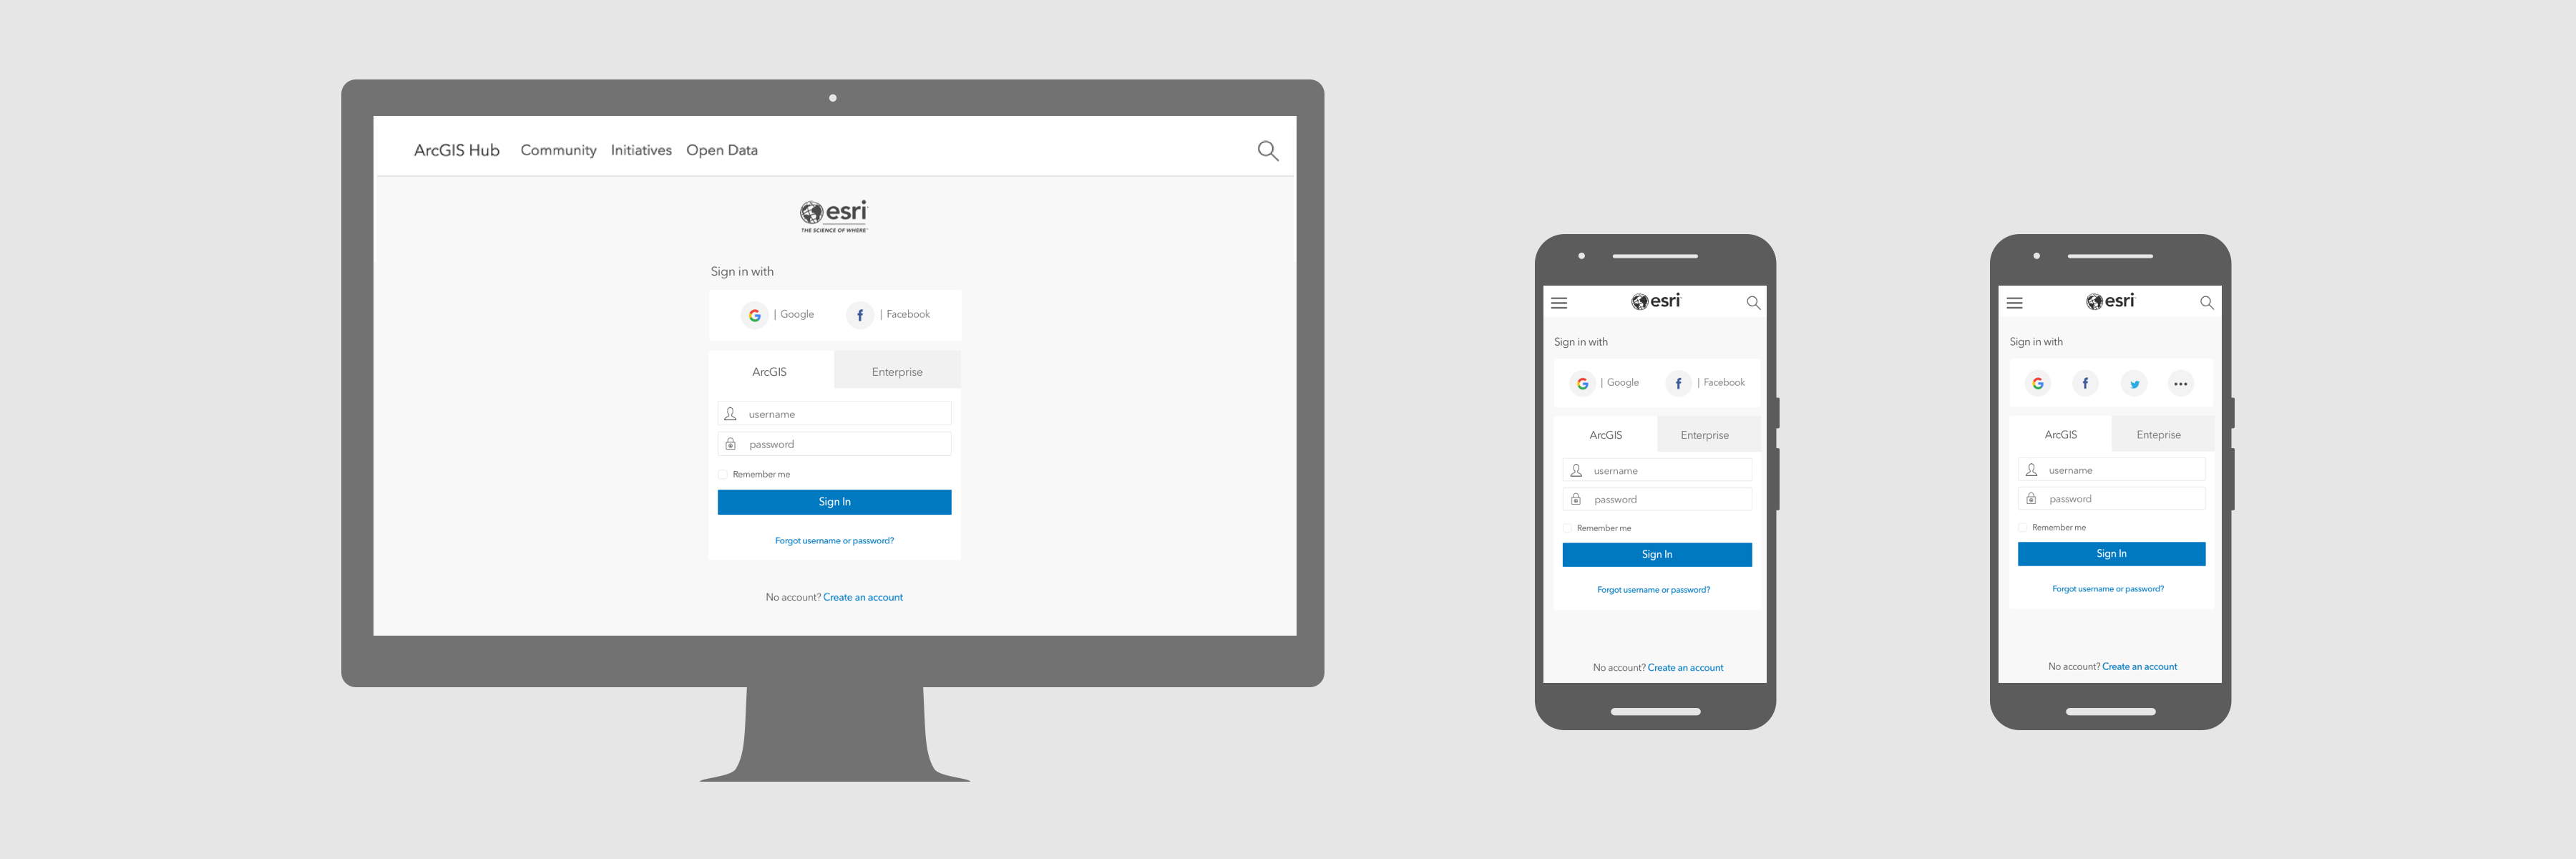 ArcGIS Hub Community Initiatives Open Data
esri
THE SCIENCE OF WHERE™
Sign in with
| Google | Facebook
ArcGIS Enterprise
username
password
Remember me
Sign In
Forgot username or password?
No account? Create an account
esri
Sign in with
| Google | Facebook
ArcGIS Enterprise
username
password
Remember me
Sign In
Forgot username or password?
No account? Create an account
esri
Sign in with
ArcGIS Enteprise
username
password
Remember me
Sign In
Forgot username or password?
No account? Create an account